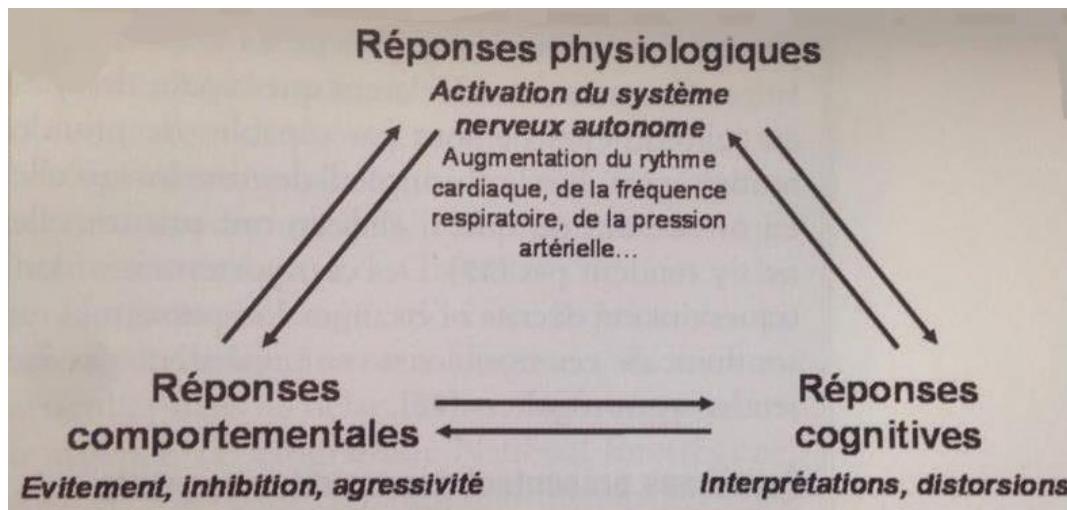 Réponses physiologiques
Activation du système
nerveux autonome
Augmentation du rythme
cardiaque, de la fréquence
respiratoire, de la pression
artérielle...
Réponses
comportementales
Evitement, inhibition, agressivité
Réponses
cognitives
Interprétations, distorsions